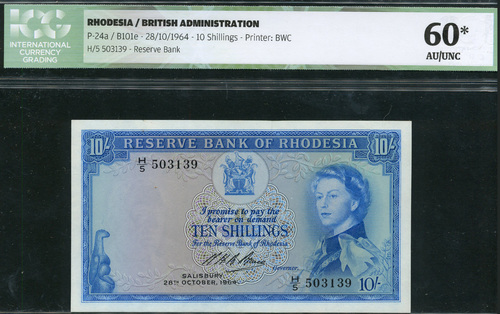 ICG
INTERNATIONAL
CURRENCY
GRADING
RHODESIA / BRITISH ADMINISTRATION
P-24a / B101e - 28/10/1964 - 10 Shillings - Printer: BWC
H/5 503139 - Reserve Bank
60*
AU/UNC
10/- RESERVE BANK OF RHODESIA 10/-
H/5 503139
I promise to pay the
bearer on demand
TEN SHILLINGS
For the Reserve Bank of Rhodesia
Governor.
SALISBURY,
28TH OCTOBER, 1964.
H/5 503139 10/-